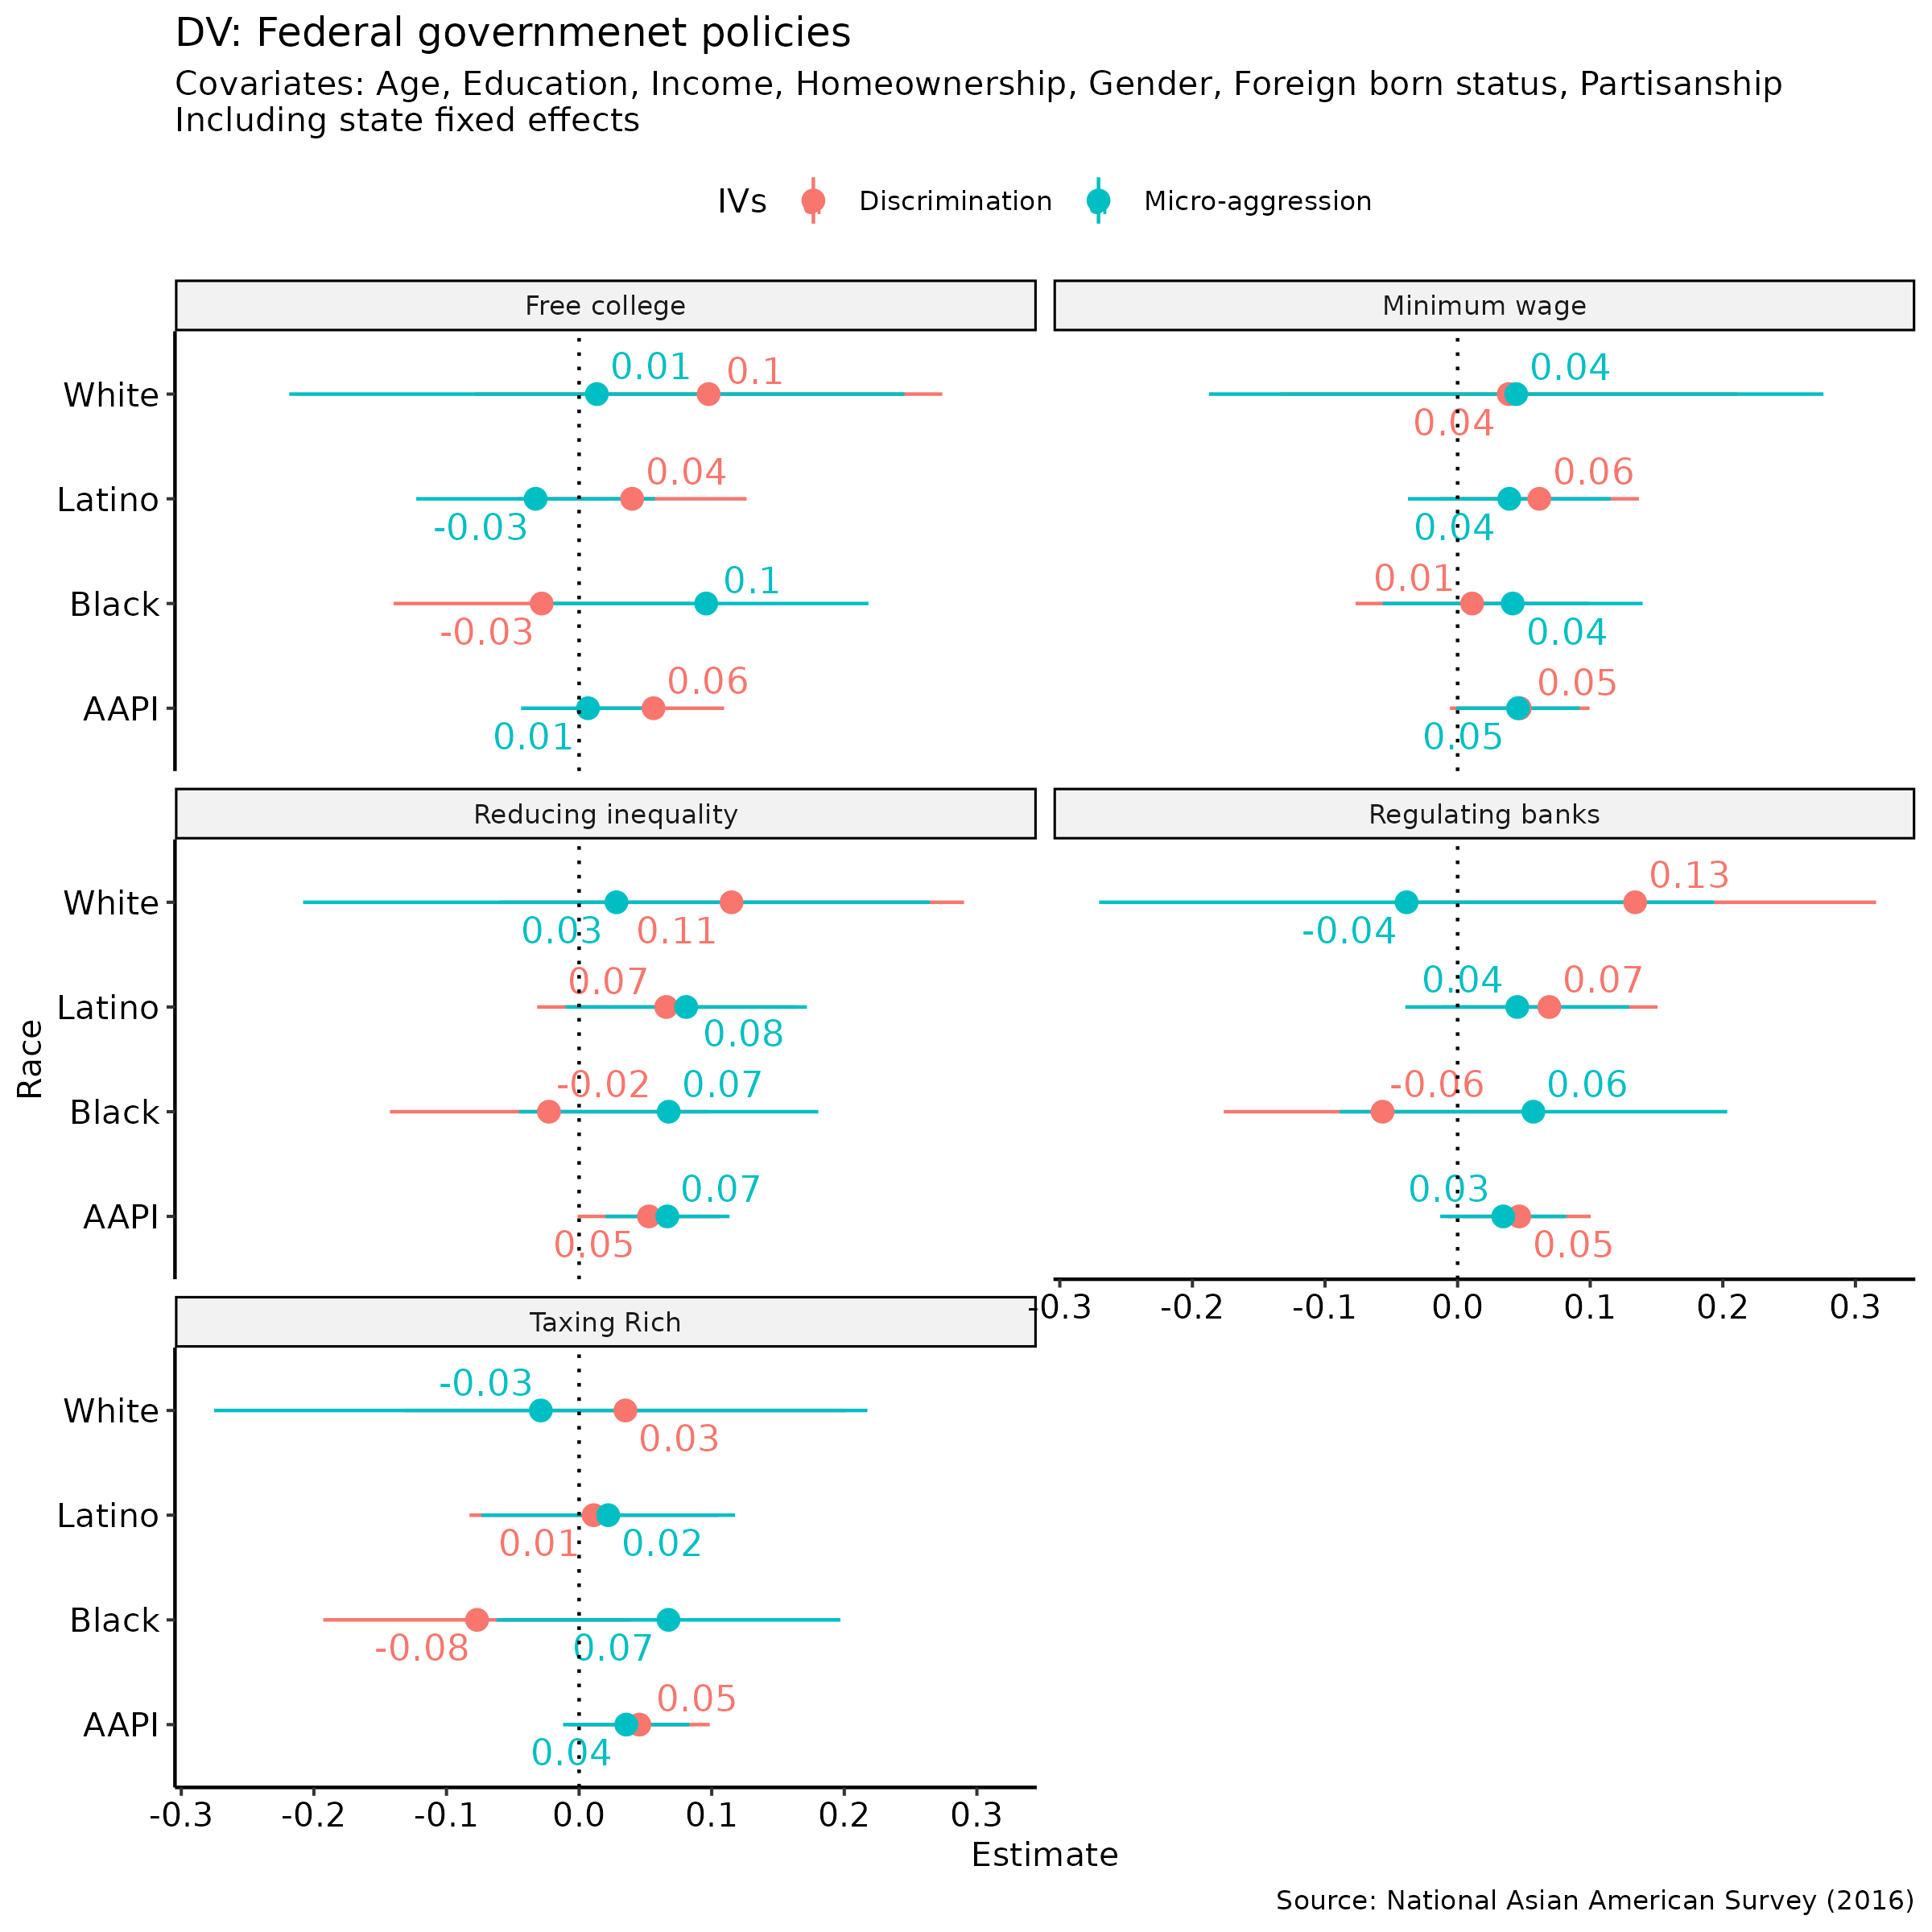 DV: Federal governmenet policies
Covariates: Age, Education, Income, Homeownership, Gender, Foreign born status, Partisanship
Including state fixed effects
IVs Discrimination Micro-aggression
Free college Minimum wage
White 0.01 0.1 0.04
0.04
Latino 0.04 0.06
-0.03 0.04
Black 0.1 0.01
-0.03 0.04
AAPI 0.06 0.05
0.01 0.05
Reducing inequality Regulating banks
White 0.13
0.03 0.11 -0.04
Latino 0.07 0.04 0.07
0.08
Race
Black -0.02 0.07 -0.06 0.06
AAPI 0.07 0.03
0.05 0.05
-0.3 -0.2 -0.1 0.0 0.1 0.2 0.3
Taxing Rich
White -0.03
0.03
Latino
0.01 0.02
Black
-0.08 0.07
AAPI 0.05
0.04
-0.3 -0.2 -0.1 0.0 0.1 0.2 0.3
Estimate
Source: National Asian American Survey (2016)